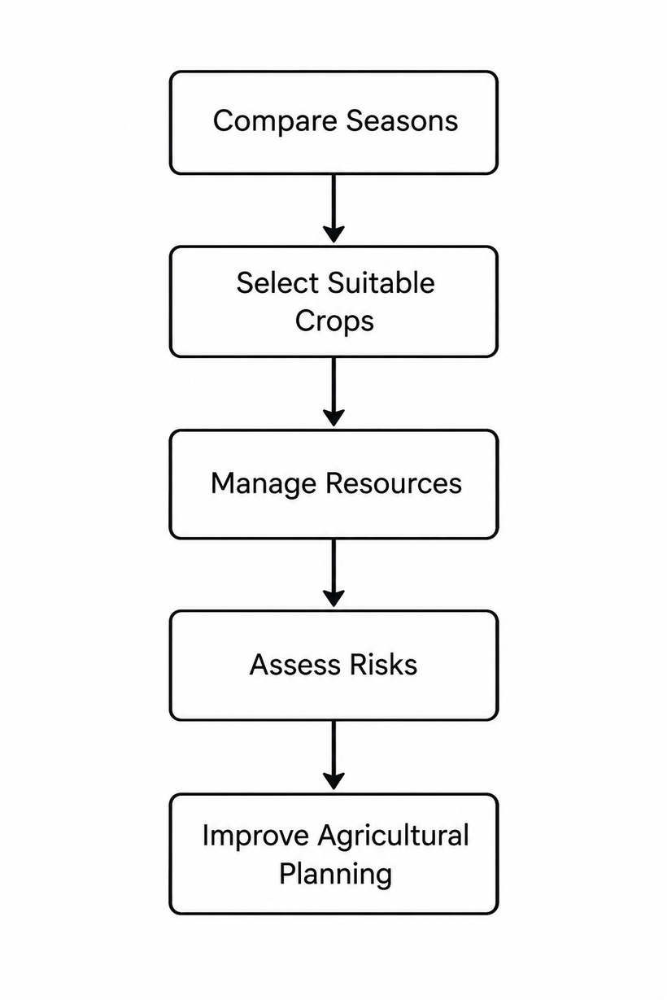 Compare Seasons
Select Suitable
Crops
Manage Resources
Assess Risks
Improve Agricultural
Planning